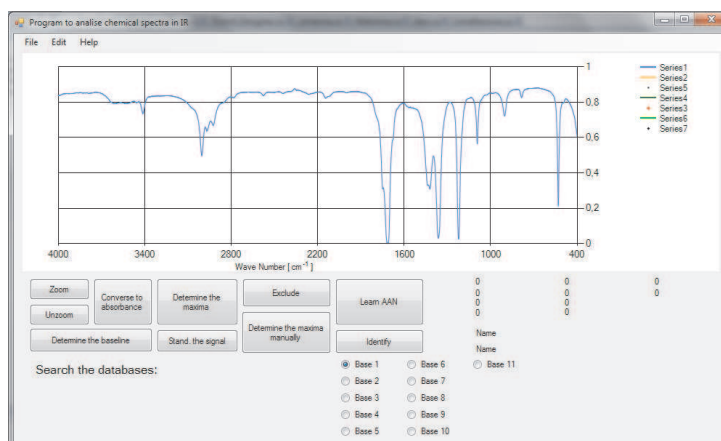 Program to analise chemical spectra in IR
File Edit Help
1
0,8
0,6
0,4
0,2
0
4000 3400 2800 2200 1600 1000 400
Wave Number [ cm⁻¹ ]
Series1
Series2
Series5
Series4
Series3
Series6
Series7
Zoom
Unzoom
Converse to
absorbance
Determine the
maxima
Exclude
Learn AAN
Determine the baseline
Stand. the signal
Determine the maxima
manually
Identify
0 0 0
0 0 0
0 0
0 0
Name
Name
Search the databases:
Base 1 Base 6 Base 11
Base 2 Base 7
Base 3 Base 8
Base 4 Base 9
Base 5 Base 10